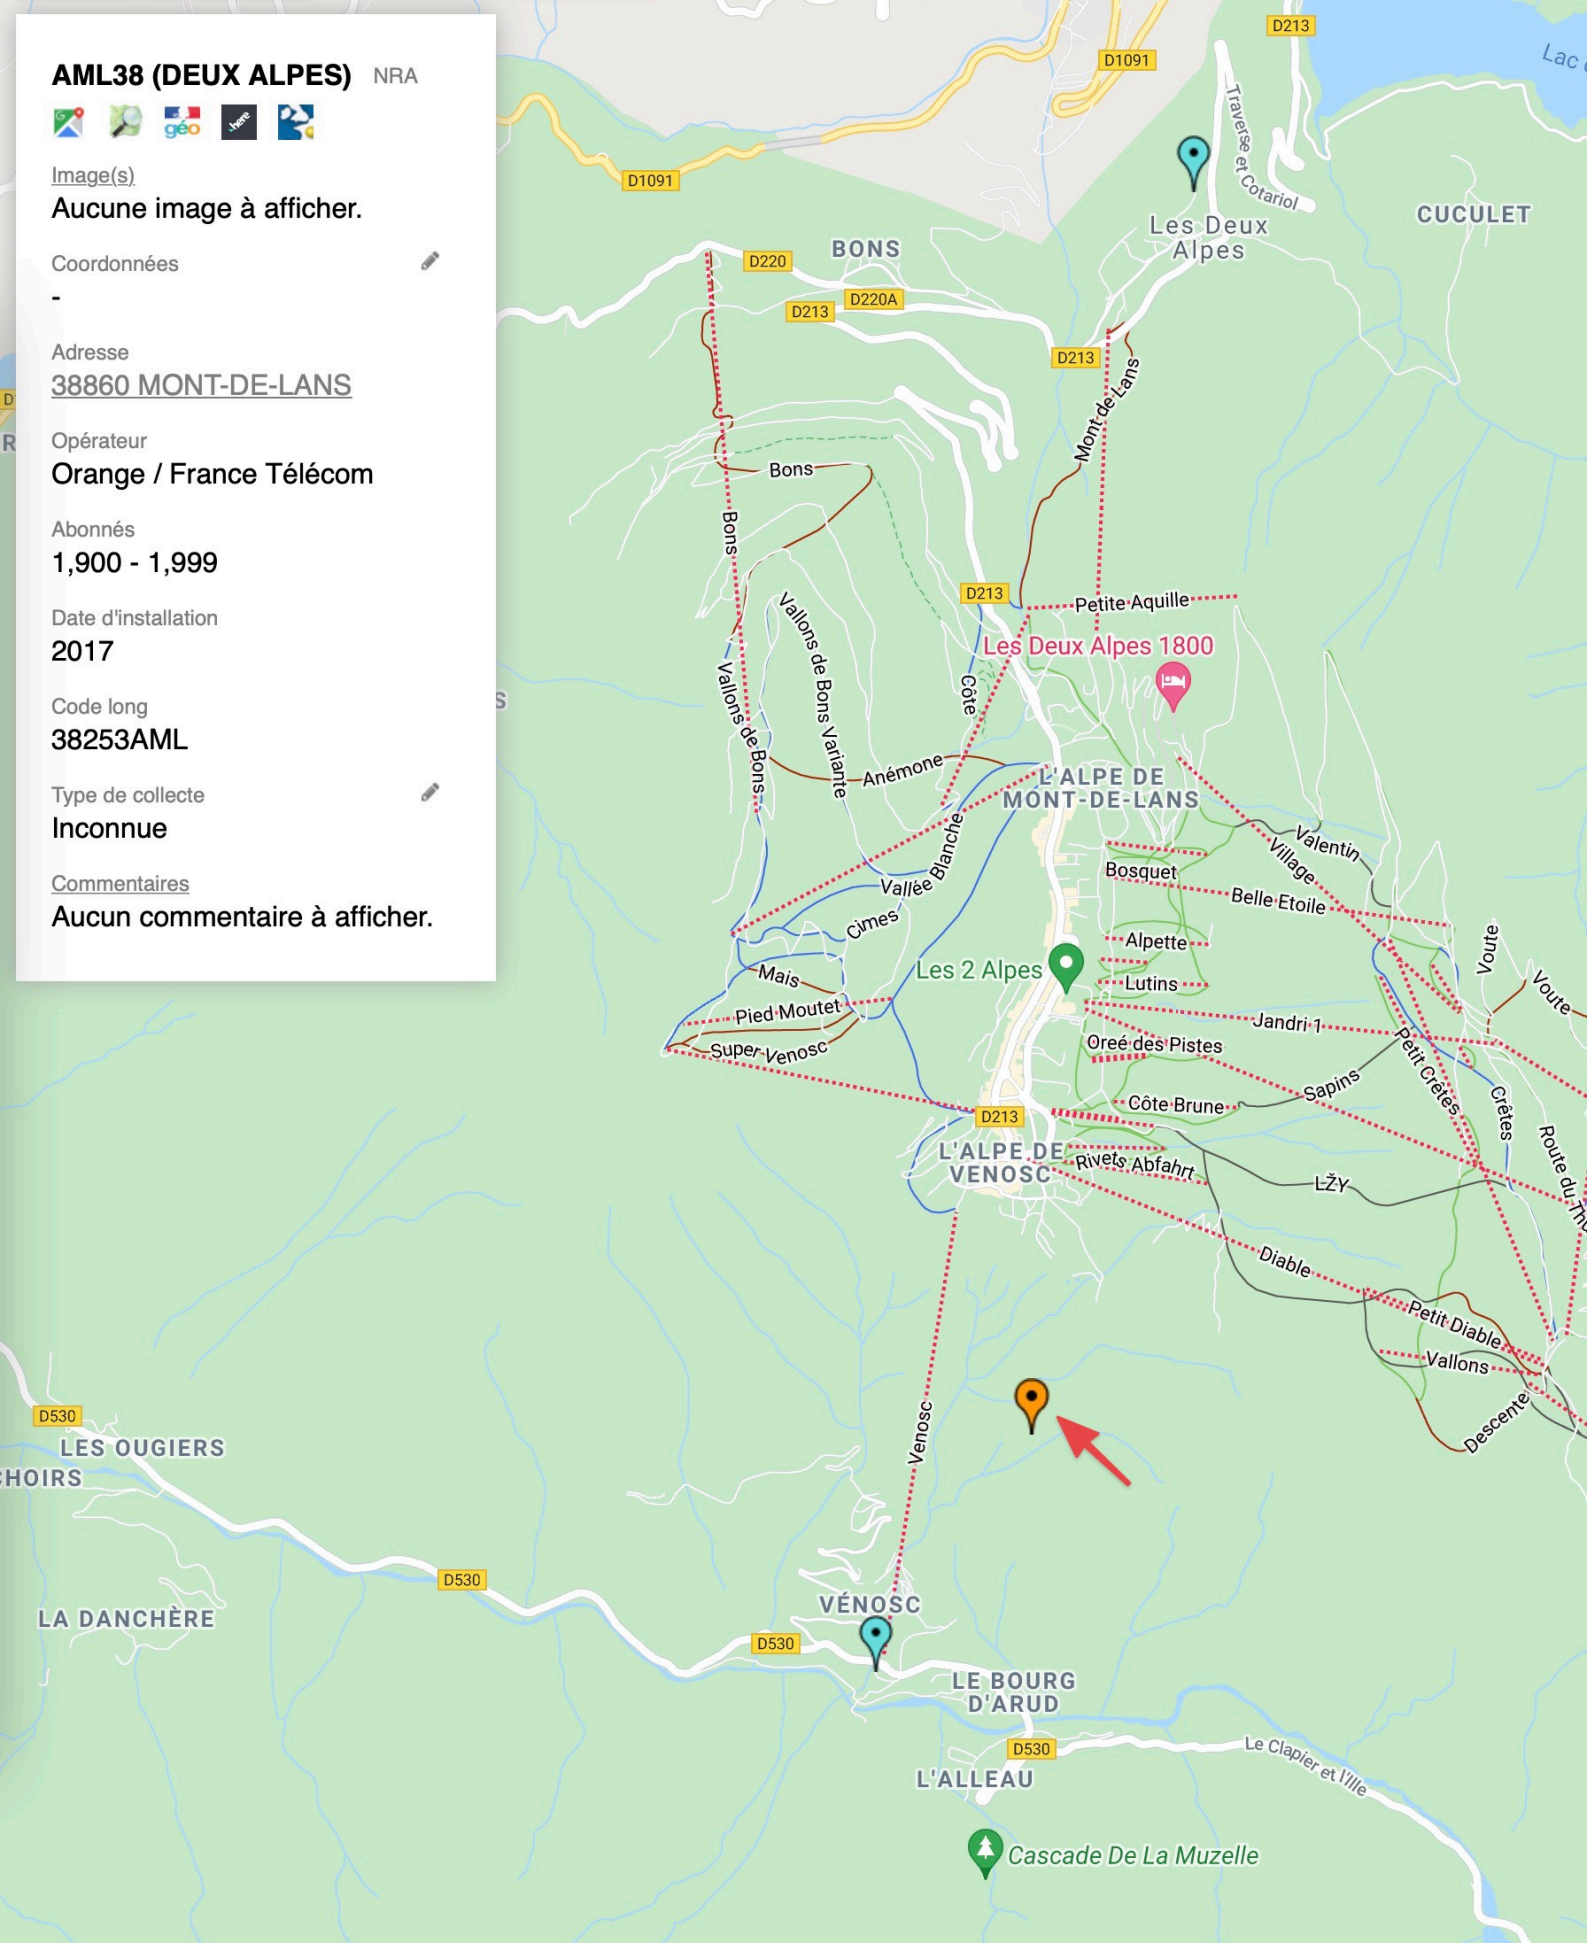 AML38 (DEUX ALPES) NRA
géo
here
Image(s)
Aucune image à afficher.
Coordonnées
-
Adresse
38860 MONT-DE-LANS
Opérateur
Orange / France Télécom
Abonnés
1,900 - 1,999
Date d'installation
2017
Code long
38253AML
Type de collecte
Inconnue
Commentaires
Aucun commentaire à afficher.
D213
Lac
D1091
D1091
Traverse et Cotariol
Les Deux
Alpes
CUCULET
BONS
D220
D220A
D213
D213
Mont de Lans
Bons
Bons
D213
Petite Aquille
Les Deux Alpes 1800
Vallons de Bons Variante
Vallons de Bons
Côte
Anémone
L'ALPE DE
MONT-DE-LANS
Valentin
Village
Vallée Blanche
Bosquet
Belle Etoile
Cimes
Alpette
Voute
Voute
Les 2 Alpes
Mais
Lutins
Pied Moutet
Jandri 1
Super Venosc
Oreé des Pistes
Petit Crêtes
Sapins
Crêtes
Côte Brune
D213
L'ALPE DE
VENOSC
Rivets Abfahrt
LŽY
Route du Thu
Diable
Petit Diable
Vallons
Descente
Venosc
D530
LES OUGIERS
CHOIRS
D530
LA DANCHÈRE
VÉNOSC
D530
LE BOURG
D'ARUD
D530
Le Clapier et l'Ille
L'ALLEAU
Cascade De La Muzelle